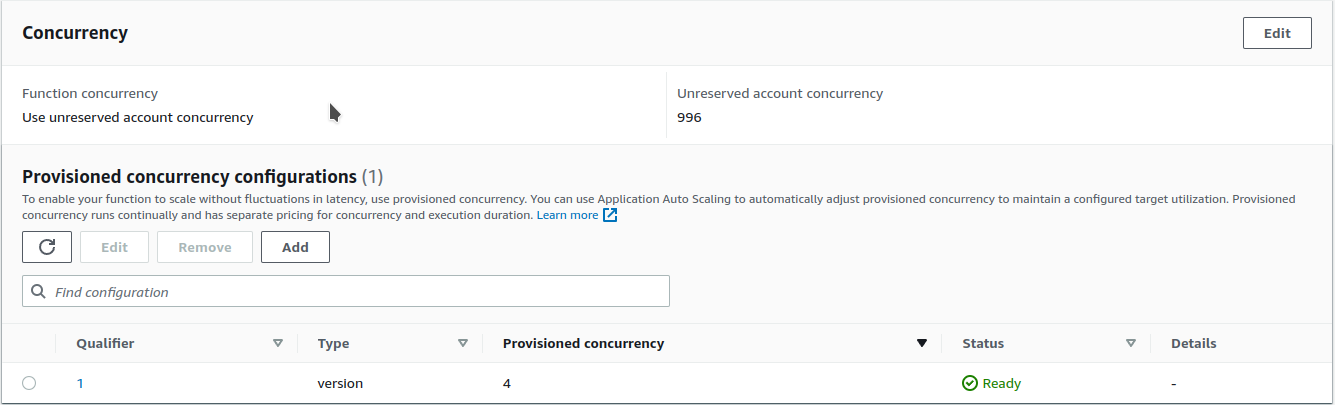 Concurrency
Edit
Function concurrency
Use unreserved account concurrency
Unreserved account concurrency
996
Provisioned concurrency configurations (1)
To enable your function to scale without fluctuations in latency, use provisioned concurrency. You can use Application Auto Scaling to automatically adjust provisioned concurrency to maintain a configured target utilization. Provisioned
concurrency runs continually and has separate pricing for concurrency and execution duration. Learn more
Edit Remove Add
Find configuration
Qualifier Type Provisioned concurrency Status Details
1 version 4 Ready -